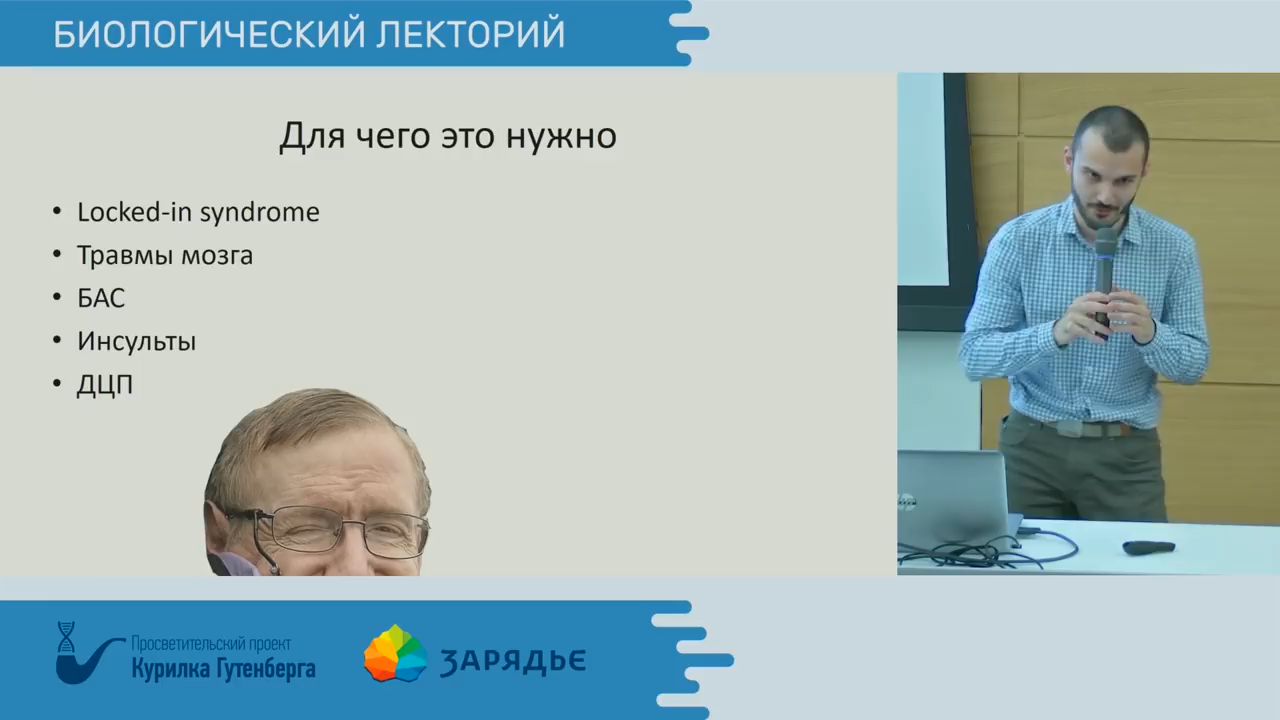 БИОЛОГИЧЕСКИЙ ЛЕКТОРИЙ
Для чего это нужно
• Locked-in syndrome
• Травмы мозга
• БАС
• Инсульты
• ДЦП
Просветительский проект
Курилка Гутенберга
ЗАРЯДЬЕ